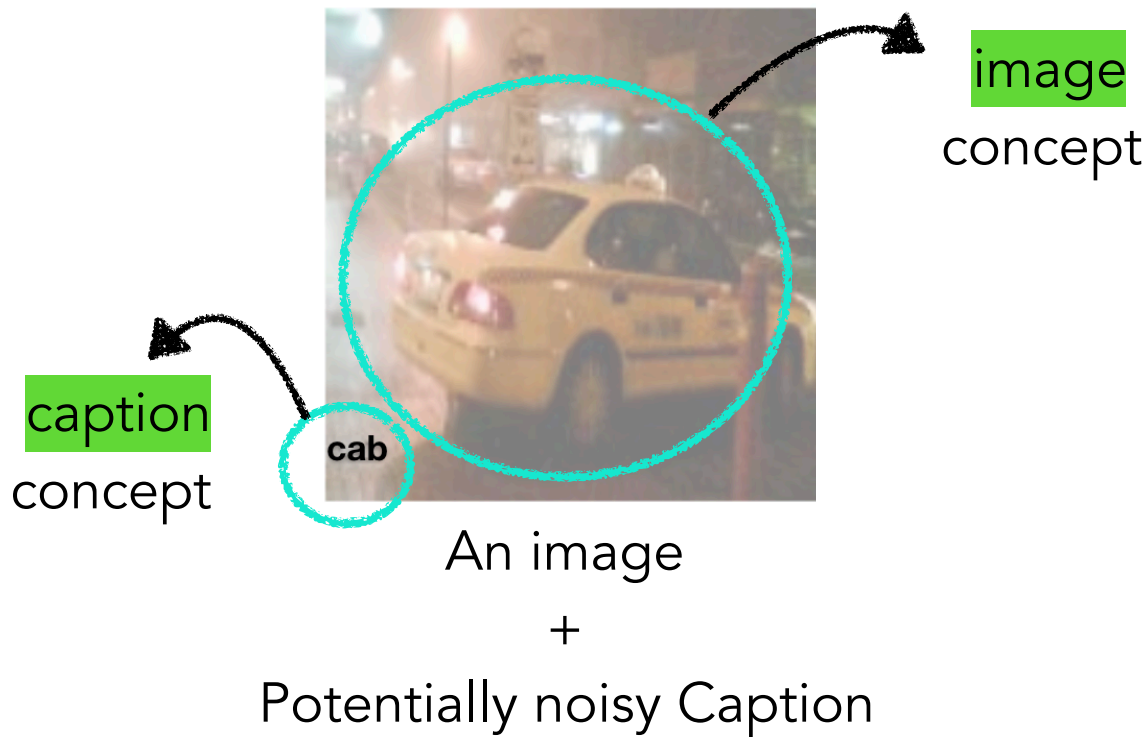 image
concept
caption
concept
cab
An image
+
Potentially noisy Caption